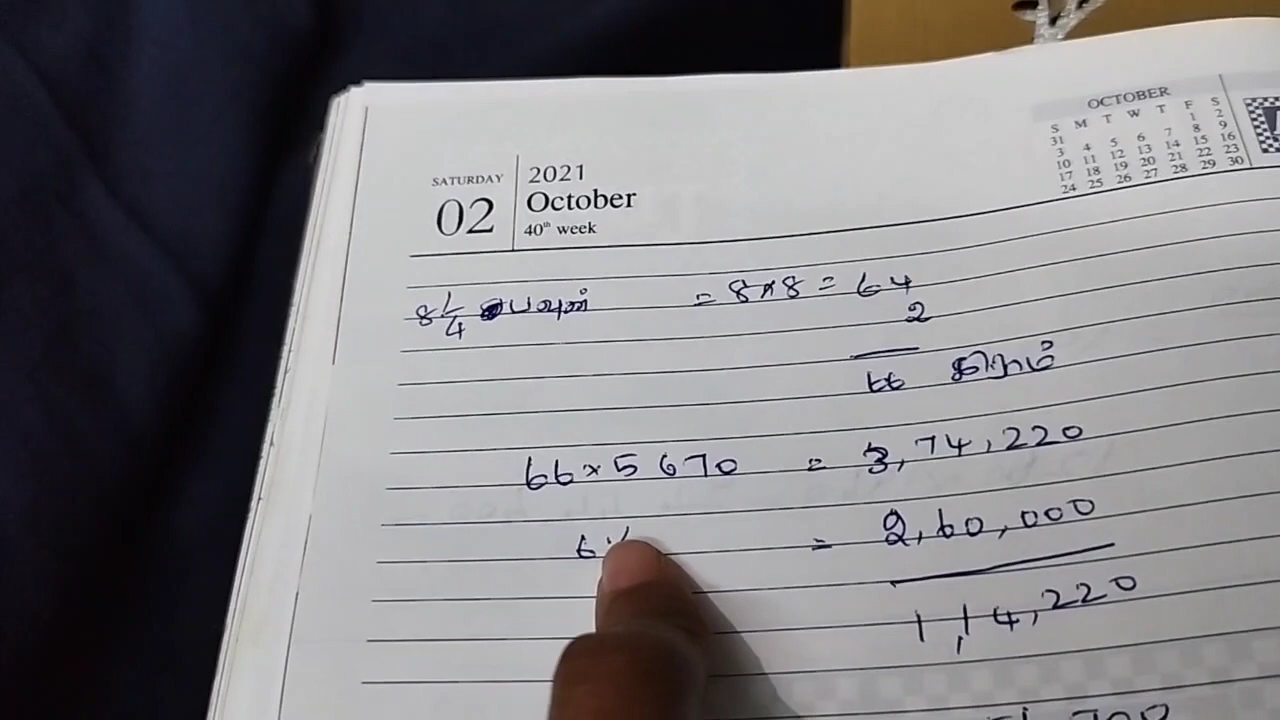 SATURDAY 02 2021 October 40th week
OCTOBER
S M T W T F S
31 1 2
3 4 5 6 7 8 9
10 11 12 13 14 15 16
17 18 19 20 21 22 23
24 25 26 27 28 29 30
8 1/4 பவுன் = 8×8 = 64
2
66 கிராம்
66×5670 = 3,74,220
6% = 2,60,000
1,14,220